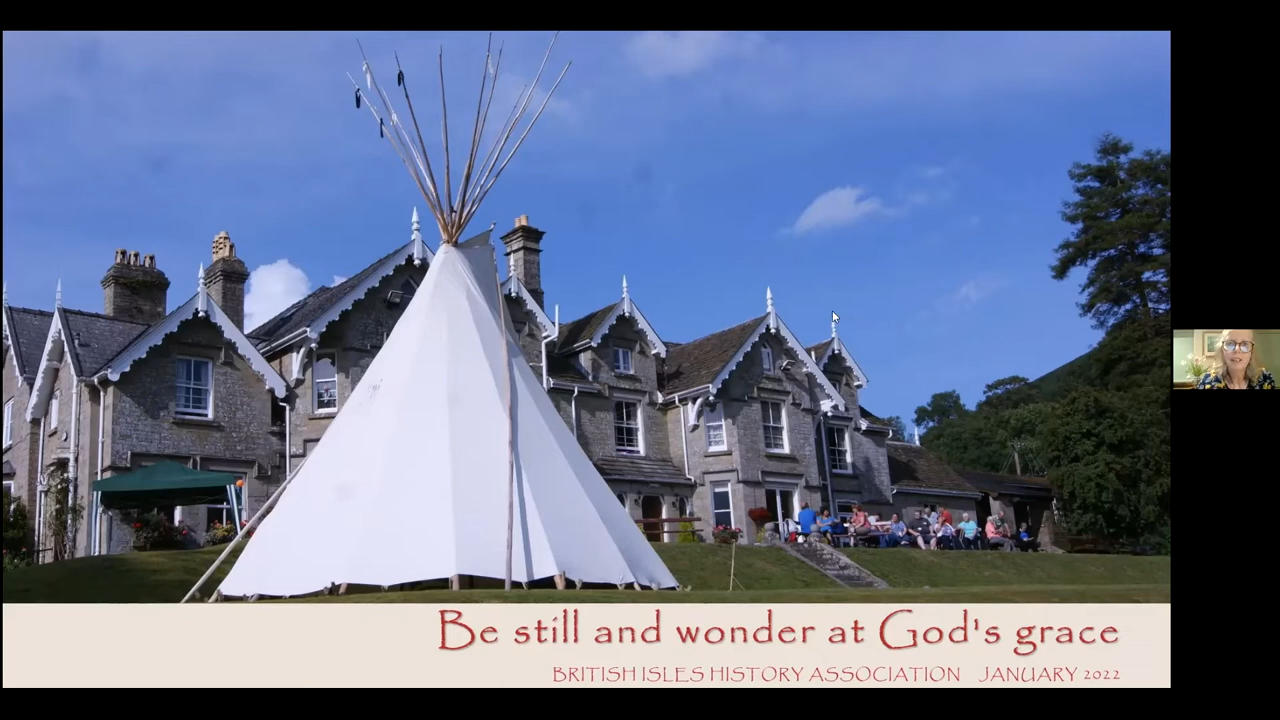 Be still and wonder at God's grace
BRITISH ISLES HISTORY ASSOCIATION JANUARY 2022